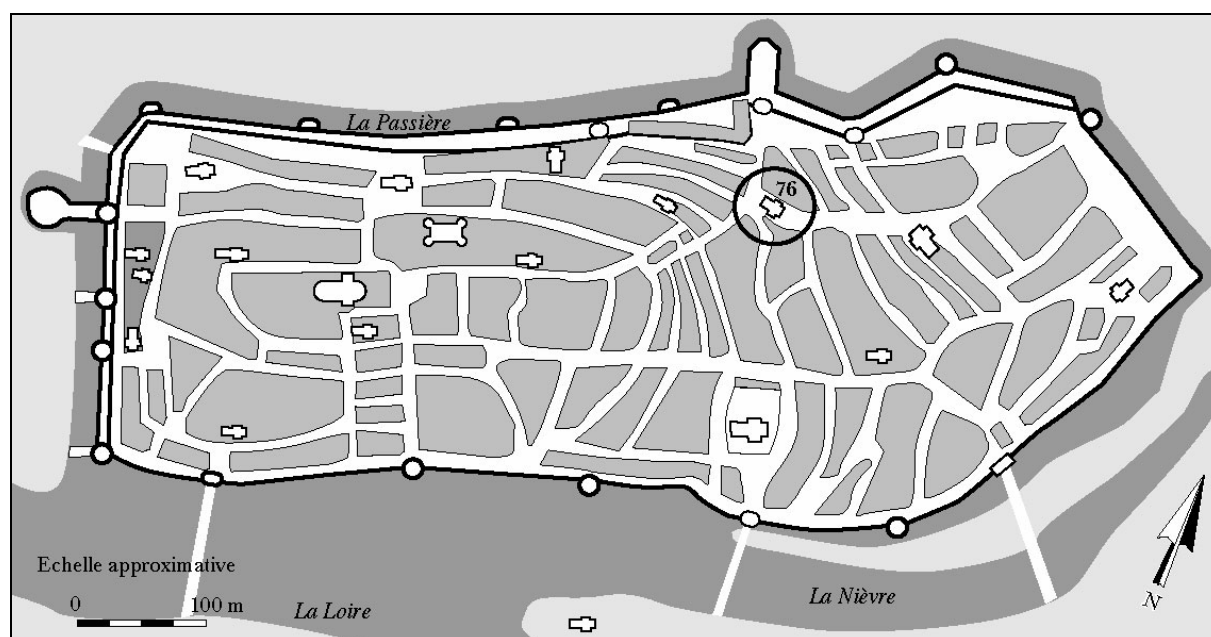 La Passière
76
Echelle approximative
0 100 m
La Loire
La Nièvre
N